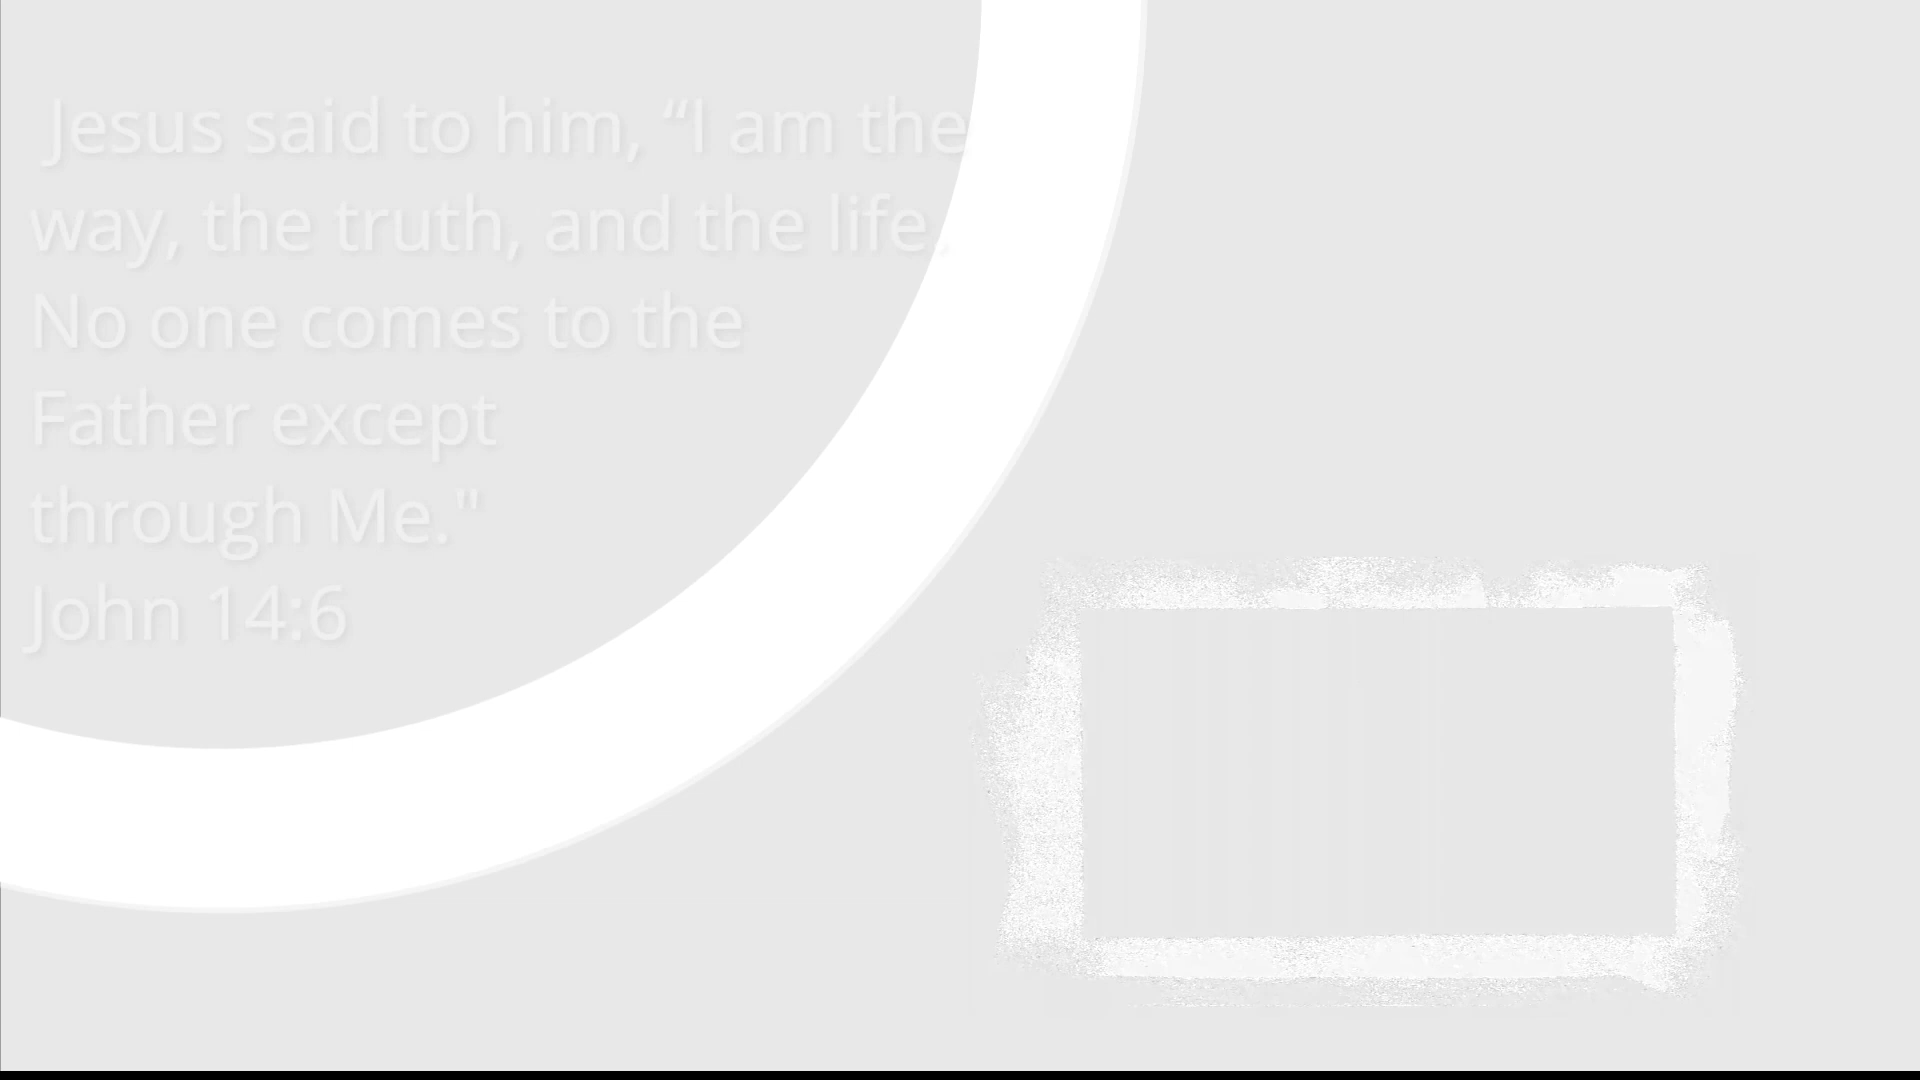 Jesus said to him, “I am the
way, the truth, and the life.
No one comes to the
Father except
through Me."
John 14:6